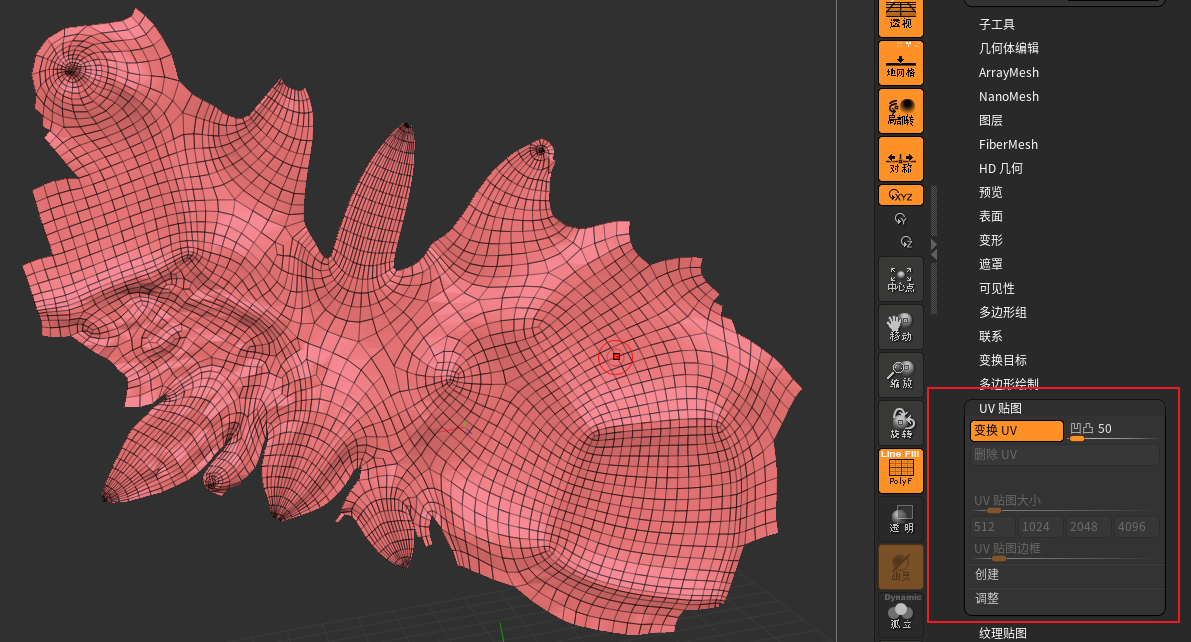 透视
地网格
局部转
对称
XYZ
Y
Z
中心点
移动
缩放
旋转
Line Fill
PolyF
透明
幽灵
Dynamic
孤立
子工具
几何体编辑
ArrayMesh
NanoMesh
图层
FiberMesh
HD 几何
预览
表面
变形
遮罩
可见性
多边形组
联系
变换目标
多边形绘制
UV 贴图
变换 UV 凹凸 50
删除 UV
UV 贴图大小
512 1024 2048 4096
UV 贴图边框
创建
调整
纹理贴图